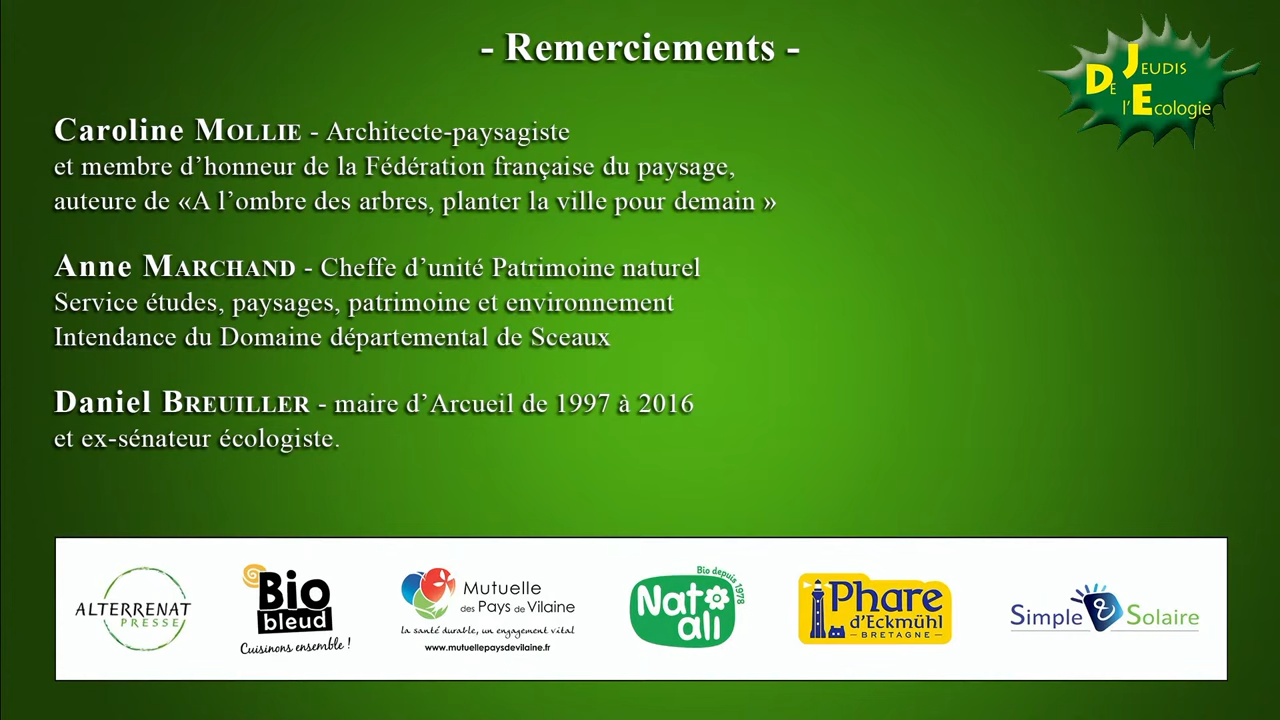 - Remerciements -
JEUDIS
DE
l'Ecologie
Caroline MOLLIE - Architecte-paysagiste
et membre d’honneur de la Fédération française du paysage,
auteure de «A l’ombre des arbres, planter la ville pour demain »
Anne MARCHAND - Cheffe d’unité Patrimoine naturel
Service études, paysages, patrimoine et environnement
Intendance du Domaine départemental de Sceaux
Daniel BREUILLER - maire d’Arcueil de 1997 à 2016
et ex-sénateur écologiste.
ALTERRENAT
PRESSE
Bio
bleud
Cuisinons ensemble !
Mutuelle
des Pays de Vilaine
la santé durable, un engagement vital
www.mutuellepaysdevilaine.fr
Bio depuis 1978
Nat
ali
Phare
d'Eckmühl
- BRETAGNE -
Simple & Solaire